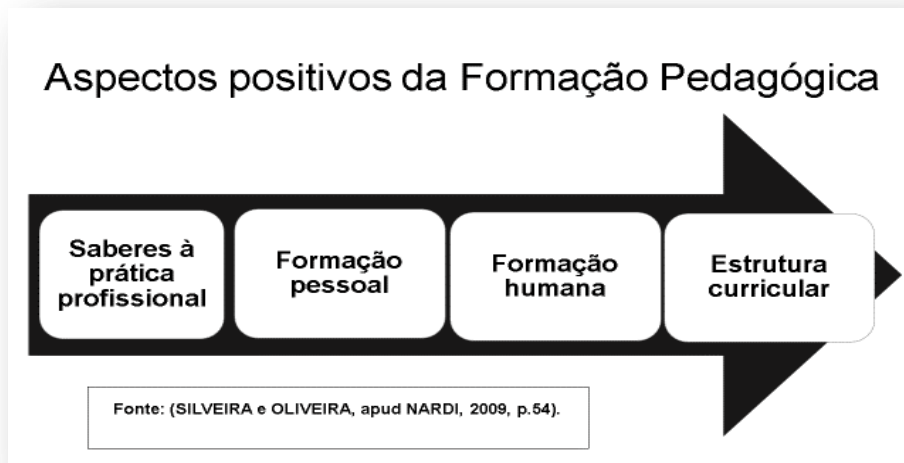 Aspectos positivos da Formação Pedagógica
Saberes à
prática
profissional
Formação
pessoal
Formação
humana
Estrutura
curricular
Fonte: (SILVEIRA e OLIVEIRA, apud NARDI, 2009, p.54).